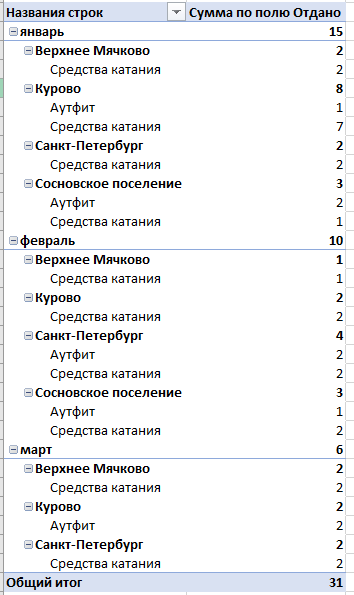 Названия строк Сумма по полю Отдано
январь 15
Верхнее Мячково 2
Средства катания 2
Курово 8
Аутфит 1
Средства катания 7
Санкт-Петербург 2
Средства катания 2
Сосновское поселение 3
Аутфит 2
Средства катания 1
февраль 10
Верхнее Мячково 1
Средства катания 1
Курово 2
Средства катания 2
Санкт-Петербург 4
Аутфит 2
Средства катания 2
Сосновское поселение 3
Аутфит 1
Средства катания 2
март 6
Верхнее Мячково 2
Средства катания 2
Курово 2
Аутфит 2
Санкт-Петербург 2
Средства катания 2
Общий итог 31